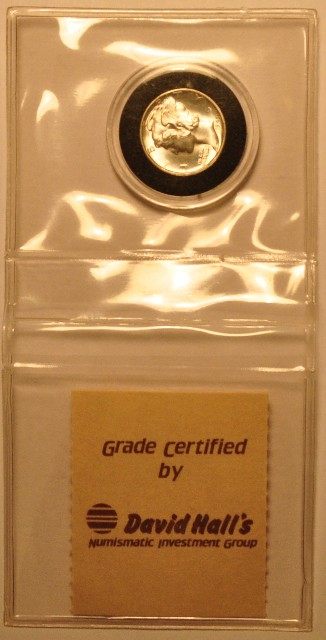 Grade Certified
by
David Hall's
Numismatic Investment Group